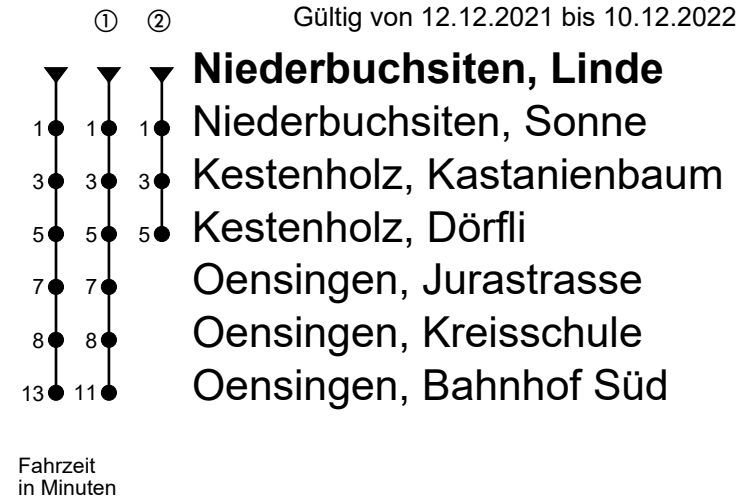 ① ② Gültig von 12.12.2021 bis 10.12.2022
Niederbuchsiten, Linde
1 1 1 Niederbuchsiten, Sonne
3 3 3 Kestenholz, Kastanienbaum
5 5 5 Kestenholz, Dörfli
7 7 Oensingen, Jurastrasse
8 8 Oensingen, Kreisschule
13 11 Oensingen, Bahnhof Süd
Fahrzeit
in Minuten